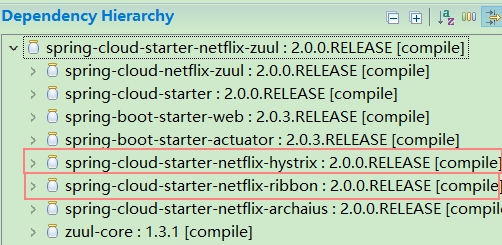 Dependency Hierarchy
spring-cloud-starter-netflix-zuul : 2.0.0.RELEASE [compile]
spring-cloud-netflix-zuul : 2.0.0.RELEASE [compile]
spring-cloud-starter : 2.0.0.RELEASE [compile]
spring-boot-starter-web : 2.0.3.RELEASE [compile]
spring-boot-starter-actuator : 2.0.3.RELEASE [compile]
spring-cloud-starter-netflix-hystrix : 2.0.0.RELEASE [compile]
spring-cloud-starter-netflix-ribbon : 2.0.0.RELEASE [compile]
spring-cloud-starter-netflix-archaius : 2.0.0.RELEASE [compile]
zuul-core : 1.3.1 [compile]